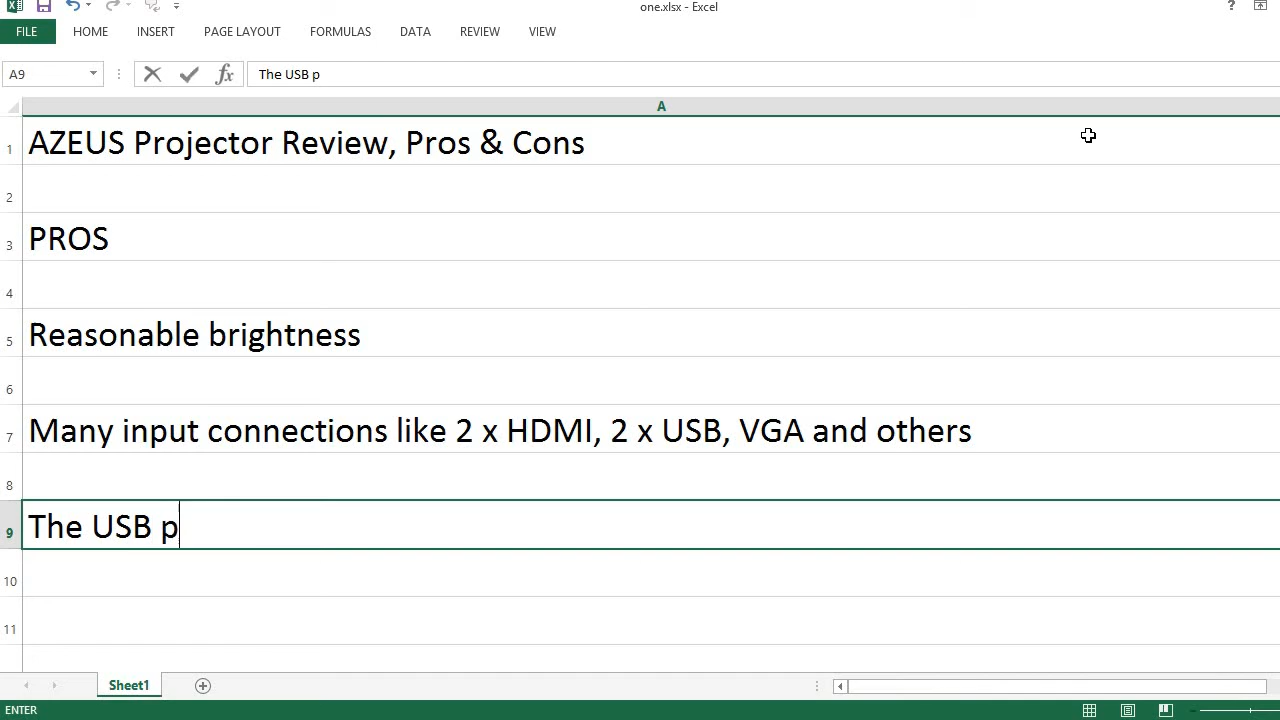 one.xlsx - Excel
?
FILE HOME INSERT PAGE LAYOUT FORMULAS DATA REVIEW VIEW
A9 fx The USB p
A
1 AZEUS Projector Review, Pros & Cons
2
3 PROS
4
5 Reasonable brightness
6
7 Many input connections like 2 x HDMI, 2 x USB, VGA and others
8
9 The USB p
10
11
Sheet1
ENTER